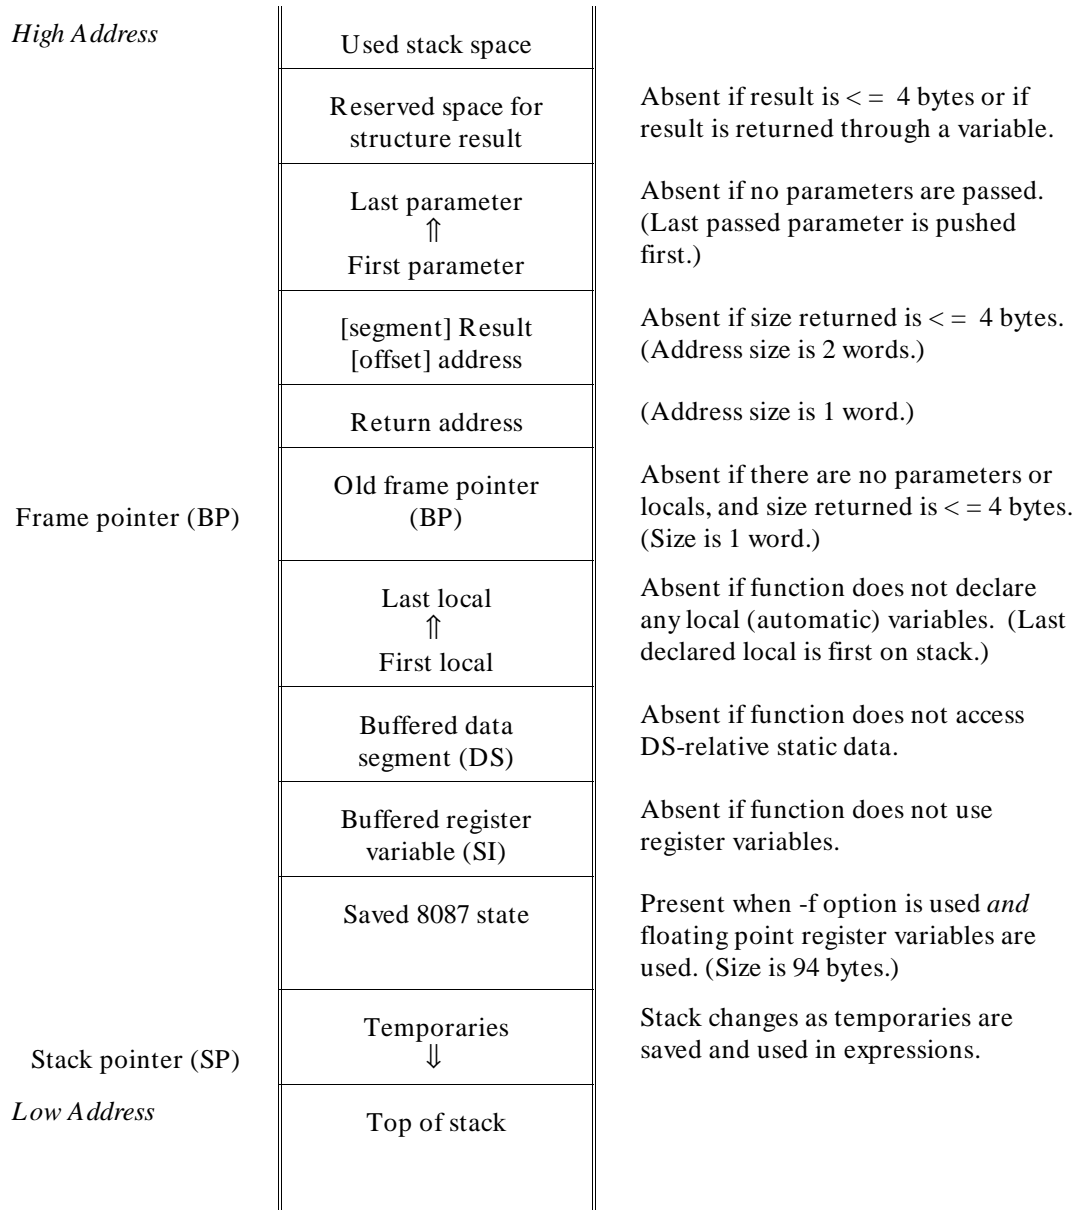 High Address
Used stack space
Reserved space for
structure result
Absent if result is < = 4 bytes or if
result is returned through a variable.
Last parameter
⇑
First parameter
Absent if no parameters are passed.
(Last passed parameter is pushed
first.)
[segment] Result
[offset] address
Absent if size returned is < = 4 bytes.
(Address size is 2 words.)
Return address
(Address size is 1 word.)
Frame pointer (BP)
Old frame pointer
(BP)
Absent if there are no parameters or
locals, and size returned is < = 4 bytes.
(Size is 1 word.)
Last local
⇑
First local
Absent if function does not declare
any local (automatic) variables. (Last
declared local is first on stack.)
Buffered data
segment (DS)
Absent if function does not access
DS-relative static data.
Buffered register
variable (SI)
Absent if function does not use
register variables.
Saved 8087 state
Present when -f option is used and
floating point register variables are
used. (Size is 94 bytes.)
Stack pointer (SP)
Temporaries
⇓
Stack changes as temporaries are
saved and used in expressions.
Low Address
Top of stack